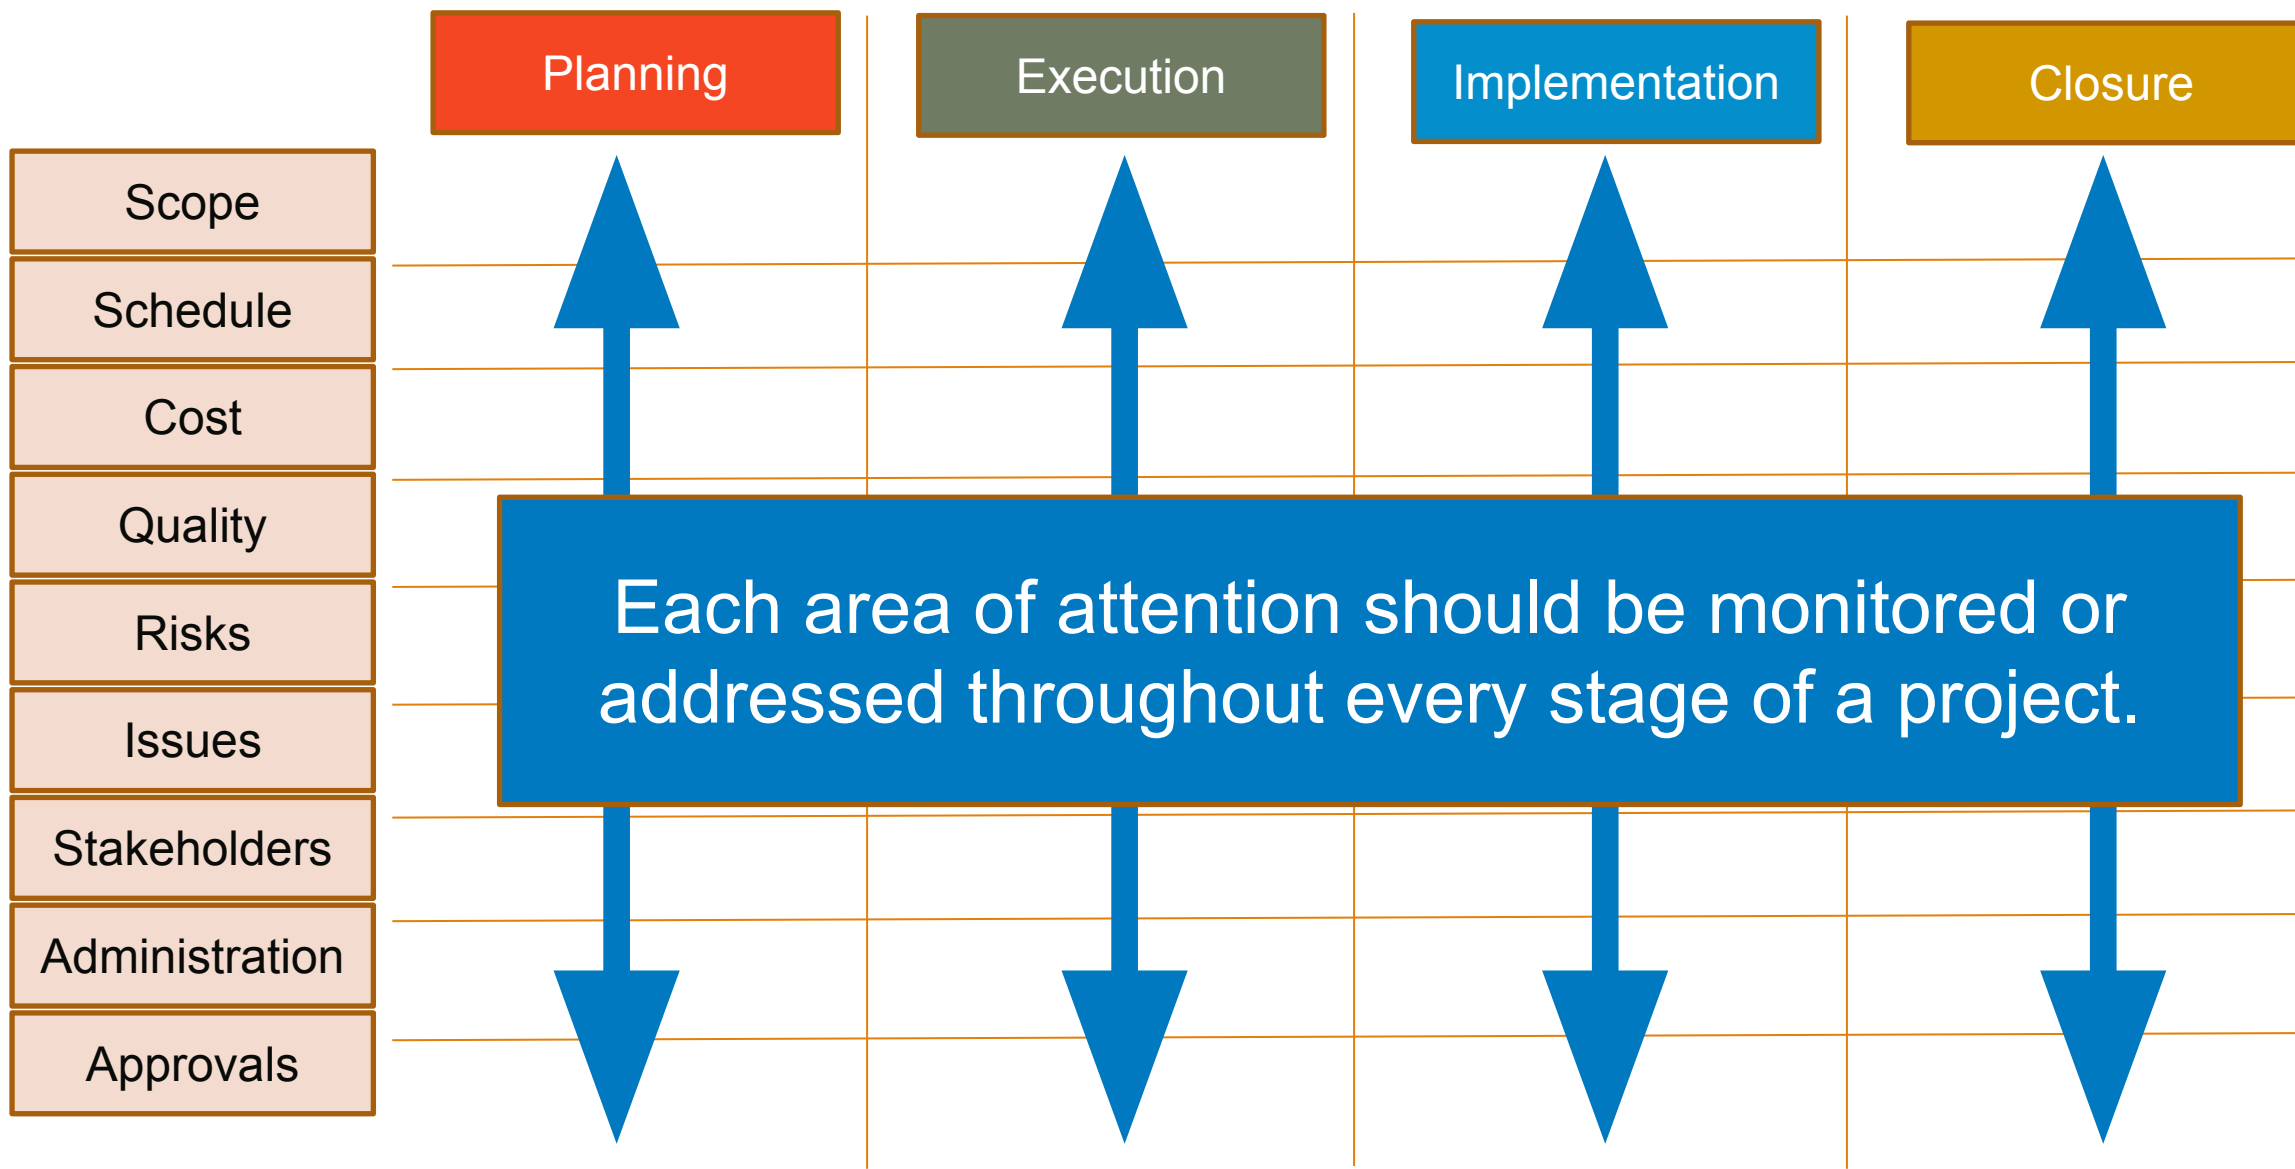 Planning
Execution
Implementation
Closure
Scope
Schedule
Cost
Quality
Risks
Issues
Stakeholders
Administration
Approvals
Each area of attention should be monitored or
addressed throughout every stage of a project.